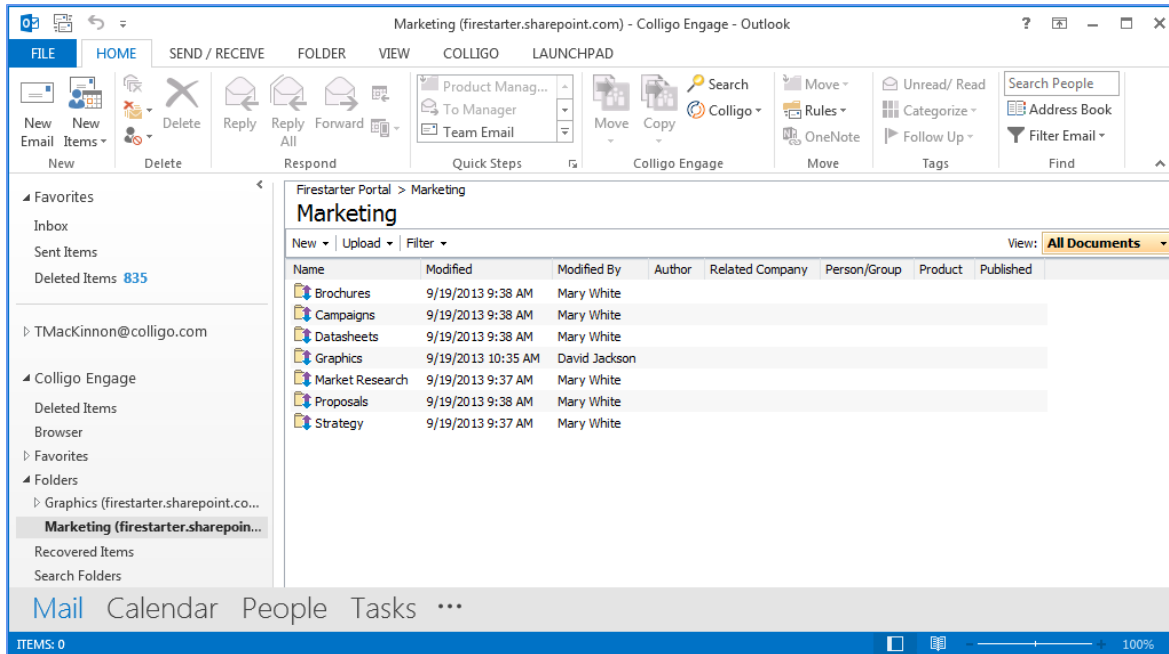 Marketing (firestarter.sharepoint.com) - Colligo Engage - Outlook
FILE HOME SEND / RECEIVE FOLDER VIEW COLLIGO LAUNCHPAD
New Email
New Items
Delete
Reply
Reply All
Forward
Product Manag...
To Manager
Team Email
Move
Copy
Search
Colligo
Move
Rules
OneNote
Unread/ Read
Categorize
Follow Up
Search People
Address Book
Filter Email
New Delete Respond Quick Steps Colligo Engage Move Tags Find
Favorites
Inbox
Sent Items
Deleted Items 835
TMacKinnon@colligo.com
Colligo Engage
Deleted Items
Browser
Favorites
Folders
Graphics (firestarter.sharepoint.co...
Marketing (firestarter.sharepoin...
Recovered Items
Search Folders
Firestarter Portal > Marketing
Marketing
New Upload Filter View: All Documents
Name Modified Modified By Author Related Company Person/Group Product Published
Brochures 9/19/2013 9:38 AM Mary White
Campaigns 9/19/2013 9:38 AM Mary White
Datasheets 9/19/2013 9:38 AM Mary White
Graphics 9/19/2013 10:35 AM David Jackson
Market Research 9/19/2013 9:37 AM Mary White
Proposals 9/19/2013 9:38 AM Mary White
Strategy 9/19/2013 9:37 AM Mary White
Mail Calendar People Tasks ...
ITEMS: 0 100%